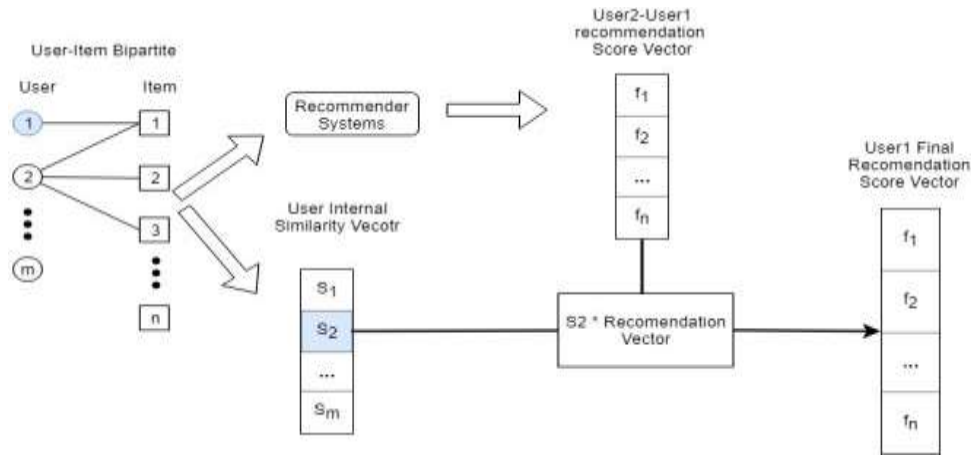 User-Item Bipartite
User
Item
1
1
2
2
3
m
n
Recommender
Systems
User2-User1
recommendation
Score Vector
f1
f2
...
fn
User Internal
Similarity Vecotr
S1
S2
...
Sm
S2 * Recomendation
Vector
User1 Final
Recomendation
Score Vector
f1
f2
...
fn